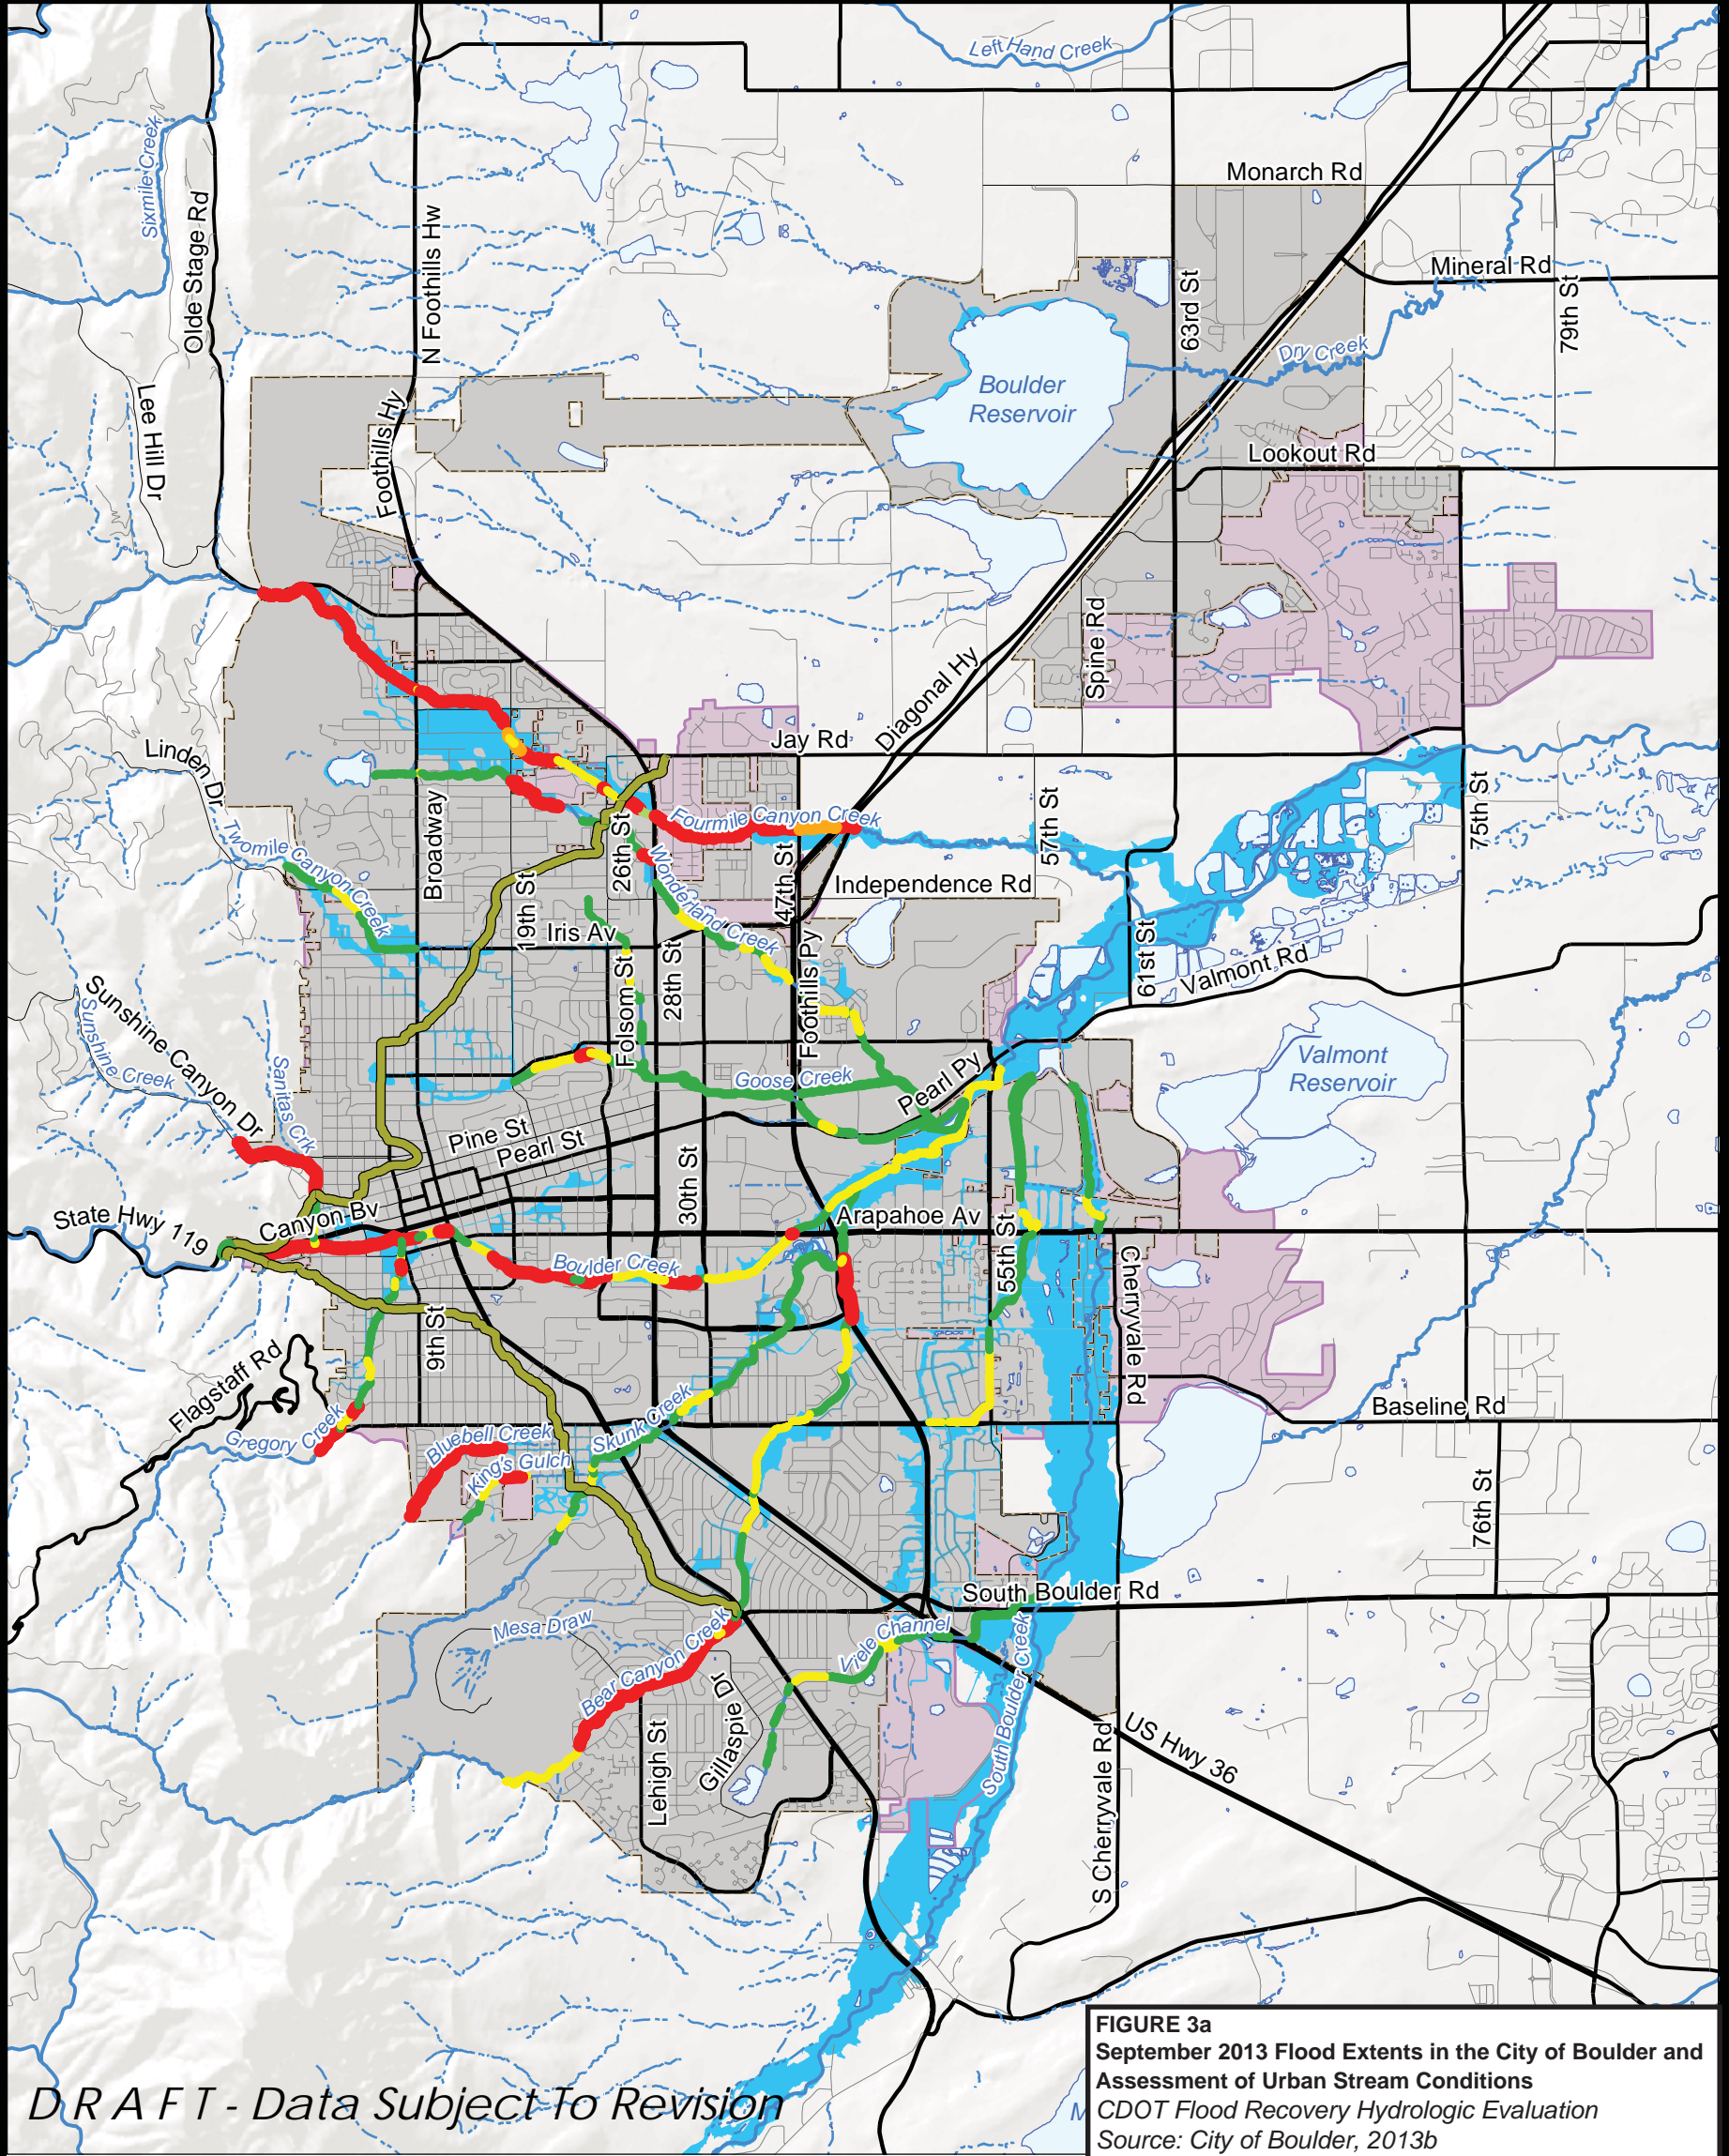 Left Hand Creek
Sixmile Creek
Olde Stage Rd
N Foothills Hw
Monarch Rd
63rd St
Mineral Rd
79th St
Dry Creek
Boulder
Reservoir
Lee Hill Dr
Foothills Hy
Lookout Rd
Spine Rd
Diagonal Hy
Jay Rd
Linden Dr
Broadway
26th St
Fourmile Canyon Creek
57th St
75th St
Twomile Canyon Creek
Wonderland Creek
47th St
Independence Rd
19th St
Iris Av
Folsom St
28th St
Foothills Py
61st St
Valmont Rd
Sunshine Canyon Dr
Sunshine Creek
Sanitas Crk
Goose Creek
Pearl Py
Valmont
Reservoir
Pine St
Pearl St
30th St
State Hwy 119
Canyon Bv
Arapahoe Av
55th St
Boulder Creek
Cherryvale Rd
9th St
Flagstaff Rd
Gregory Creek
Bluebell Creek
King's Gulch
Skunk Creek
Baseline Rd
76th St
South Boulder Rd
Mesa Draw
Bear Canyon Creek
Viele Channel
South Boulder Creek
Lehigh St
Gillaspie Dr
US Hwy 36
S Cherryvale Rd
D R A F T - Data Subject To Revision
M
FIGURE 3a
September 2013 Flood Extents in the City of Boulder and
Assessment of Urban Stream Conditions
CDOT Flood Recovery Hydrologic Evaluation
Source: City of Boulder, 2013b